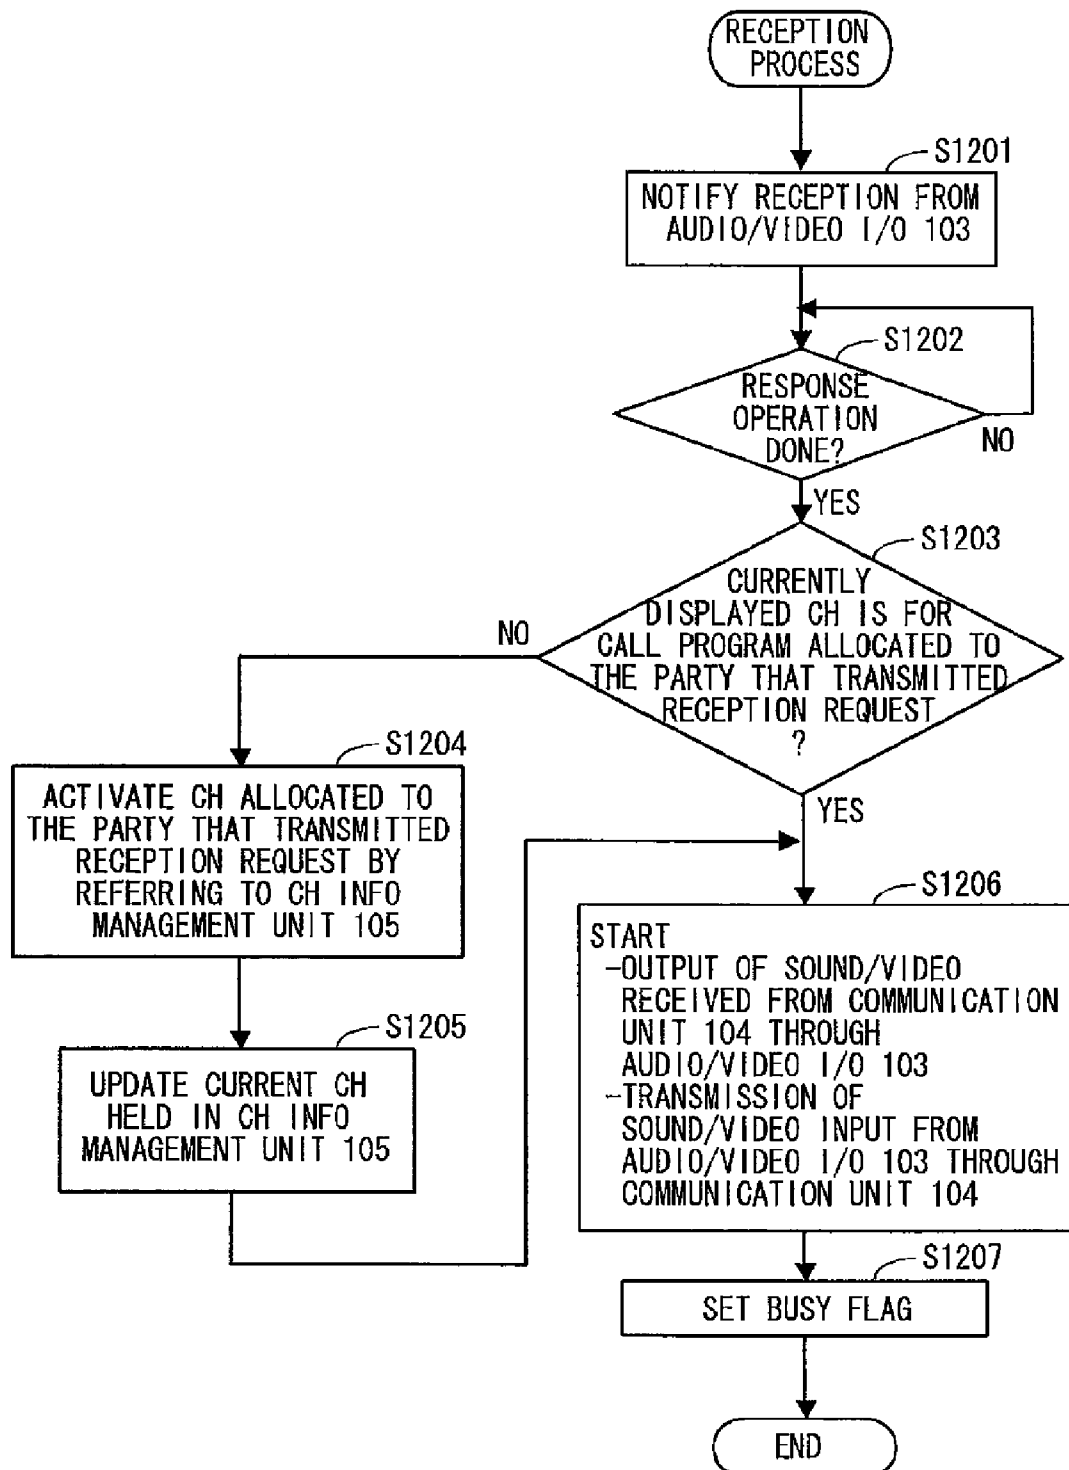 RECEPTION
PROCESS
S1201
NOTIFY RECEPTION FROM
AUDIO/VIDEO I/O 103
S1202
RESPONSE
OPERATION
DONE?
NO
YES
S1203
CURRENTLY
DISPLAYED CH IS FOR
CALL PROGRAM ALLOCATED TO
THE PARTY THAT TRANSMITTED
RECEPTION REQUEST
?
NO
YES
S1204
ACTIVATE CH ALLOCATED TO
THE PARTY THAT TRANSMITTED
RECEPTION REQUEST BY
REFERRING TO CH INFO
MANAGEMENT UNIT 105
S1205
UPDATE CURRENT CH
HELD IN CH INFO
MANAGEMENT UNIT 105
S1206
START
-OUTPUT OF SOUND/VIDEO
RECEIVED FROM COMMUNICATION
UNIT 104 THROUGH
AUDIO/VIDEO I/O 103
-TRANSMISSION OF
SOUND/VIDEO INPUT FROM
AUDIO/VIDEO I/O 103 THROUGH
COMMUNICATION UNIT 104
S1207
SET BUSY FLAG
END